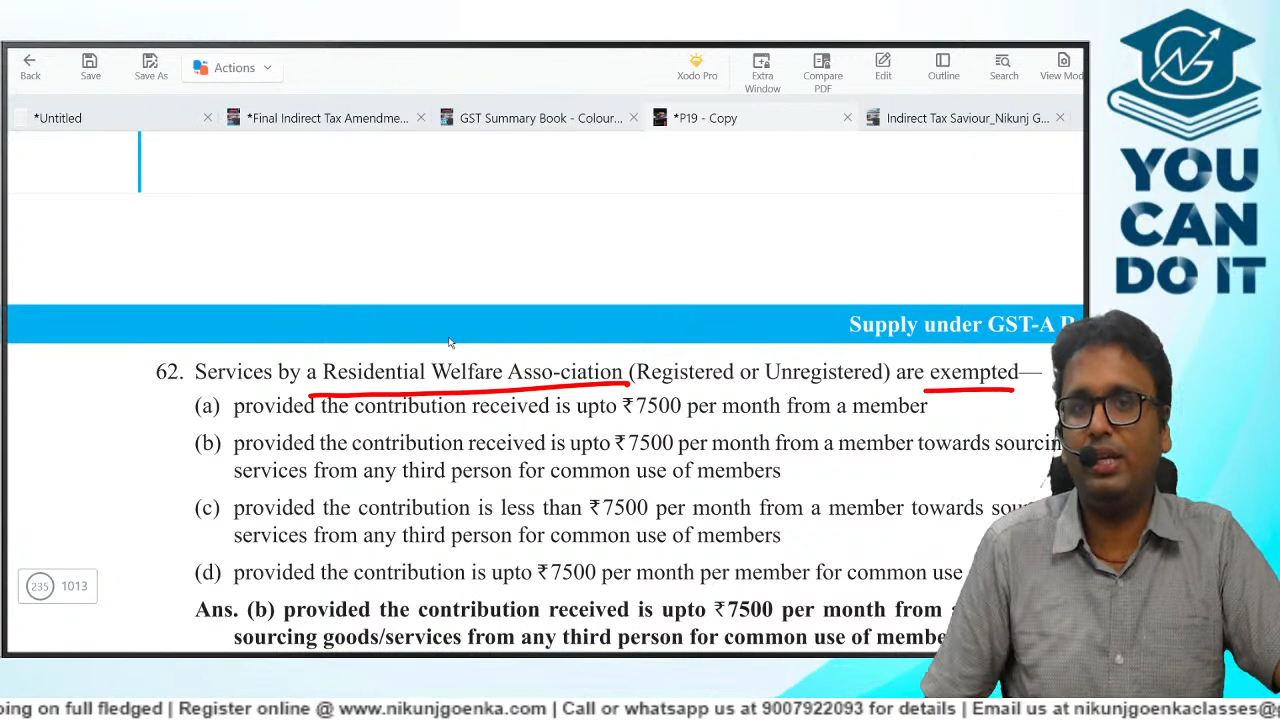 Back
Save
Save As
Actions
Xodo Pro
Extra Window
Compare PDF
Edit
Outline
Search
View Mod
*Untitled
*Final Indirect Tax Amendme...
GST Summary Book - Colour...
*P19 - Copy
Indirect Tax Saviour_Nikunj G...
YOU
CAN
DO IT
Supply under GST-A
62. Services by a Residential Welfare Asso-ciation (Registered or Unregistered) are exempted—
(a) provided the contribution received is upto ₹7500 per month from a member
(b) provided the contribution received is upto ₹7500 per month from a member towards sourcin
services from any third person for common use of members
(c) provided the contribution is less than ₹7500 per month from a member towards sou
services from any third person for common use of members
(d) provided the contribution is upto ₹7500 per month per member for common use
235 1013
Ans. (b) provided the contribution received is upto ₹7500 per month from
sourcing goods/services from any third person for common use of membe
oing on full fledged | Register online @ www.nikunjgoenka.com | Call or whatsapp us at 9007922093 for details | Email us at nikunjgoenkaclasses@g